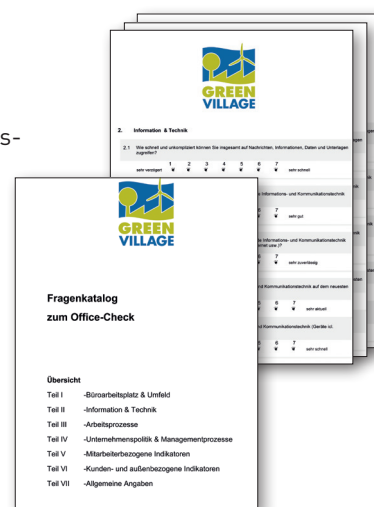 s-
GREEN
VILLAGE
2. Information & Technik
2.1 Wie schnell und unkompliziert können Sie insgesamt auf Nachrichten, Informationen, Daten und Unterlagen
zugreifen?
1 2 3 4 5 6 7
sehr verzögert ¥ ¥ ¥ ¥ ¥ ¥ ¥ sehr schnell
Informations- und Kommunikationstechnik
6 7
¥ ¥ sehr gut
Informations- und Kommunikationstechnik
usw.)?
6 7
¥ ¥ sehr zuverlässig
Kommunikationstechnik auf dem neuesten
6 7
¥ ¥ sehr aktuell
Kommunikationstechnik (Geräte o.
6 7
¥ ¥ sehr schnell
GREEN
VILLAGE
Fragenkatalog
zum Office-Check
Übersicht
Teil I -Büroarbeitsplatz & Umfeld
Teil II -Information & Technik
Teil III -Arbeitsprozesse
Teil IV -Unternehmenspolitik & Managementprozesse
Teil V -Mitarbeiterbezogene Indikatoren
Teil VI -Kunden- und außenbezogene Indikatoren
Teil VII -Allgemeine Angaben